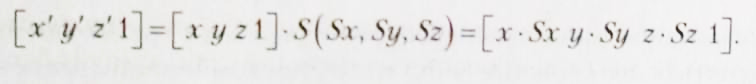 [x′ y′ z′ 1]=[x y z 1]·S(Sx, Sy, Sz)=[x·Sx y·Sy z·Sz 1].